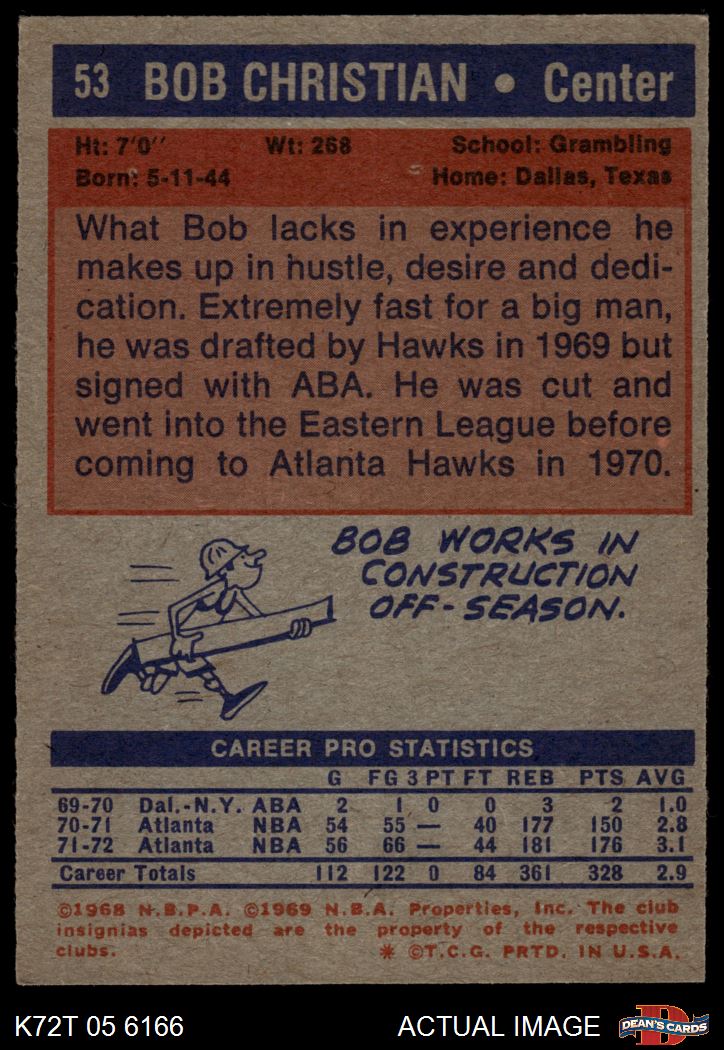 53 BOB CHRISTIAN • Center
Ht: 7'0'' Wt: 268 School: Grambling
Born: 5-11-44 Home: Dallas, Texas
What Bob lacks in experience he
makes up in hustle, desire and dedi-
cation. Extremely fast for a big man,
he was drafted by Hawks in 1969 but
signed with ABA. He was cut and
went into the Eastern League before
coming to Atlanta Hawks in 1970.
BOB WORKS IN
CONSTRUCTION
OFF-SEASON.
CAREER PRO STATISTICS
G FG 3 PT FT REB PTS AVG
69-70 Dal.-N.Y. ABA 2 1 0 0 3 2 1.0
70-71 Atlanta NBA 54 55 — 40 177 150 2.8
71-72 Atlanta NBA 56 66 — 44 181 176 3.1
Career Totals 112 122 0 84 361 328 2.9
©1968 N.B.P.A. ©1969 N.B.A. Properties, Inc. The club
insignias depicted are the property of the respective
clubs. * ©T.C.G. PRTD. IN U.S.A.
K72T 05 6166 ACTUAL IMAGE D DEAN'S CARDS